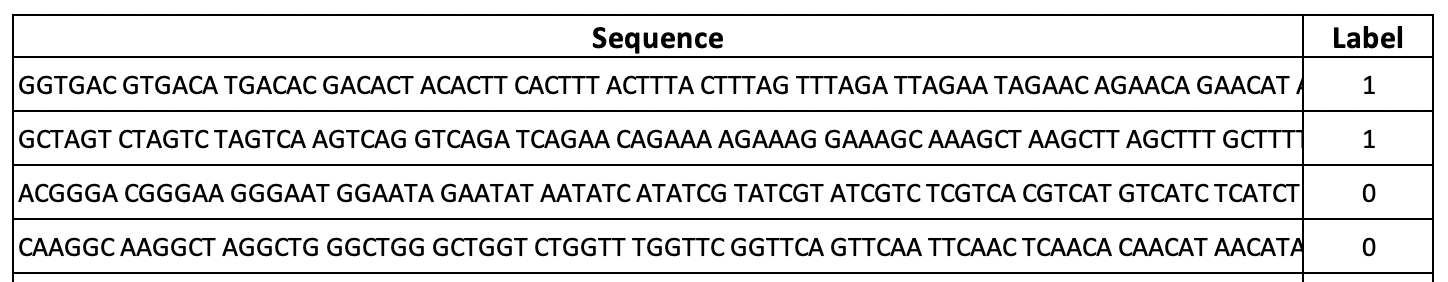 Sequence Label
GGTGAC GTGACA TGACAC GACACT ACACTT CACTTT ACTTTA CTTTAG TTTAGA TTAGAA TAGAAC AGAACA GAACAT 1
GCTAGT CTAGTC TAGTCA AGTCAG GTCAGA TCAGAA CAGAAA AGAAAG GAAAGC AAAGCT AAGCTT AGCTTT GCTTTT 1
ACGGGA CGGGAA GGGAAT GGAATA GAATAT AATATC ATATCG TATCGT ATCGTC TCGTCA CGTCAT GTCATC TCATCT 0
CAAGGC AAGGCT AGGCTG GGCTGG GCTGGT CTGGTT TGGTTC GGTTCA GTTCAA TTCAAC TCAACA CAACAT AACATA 0